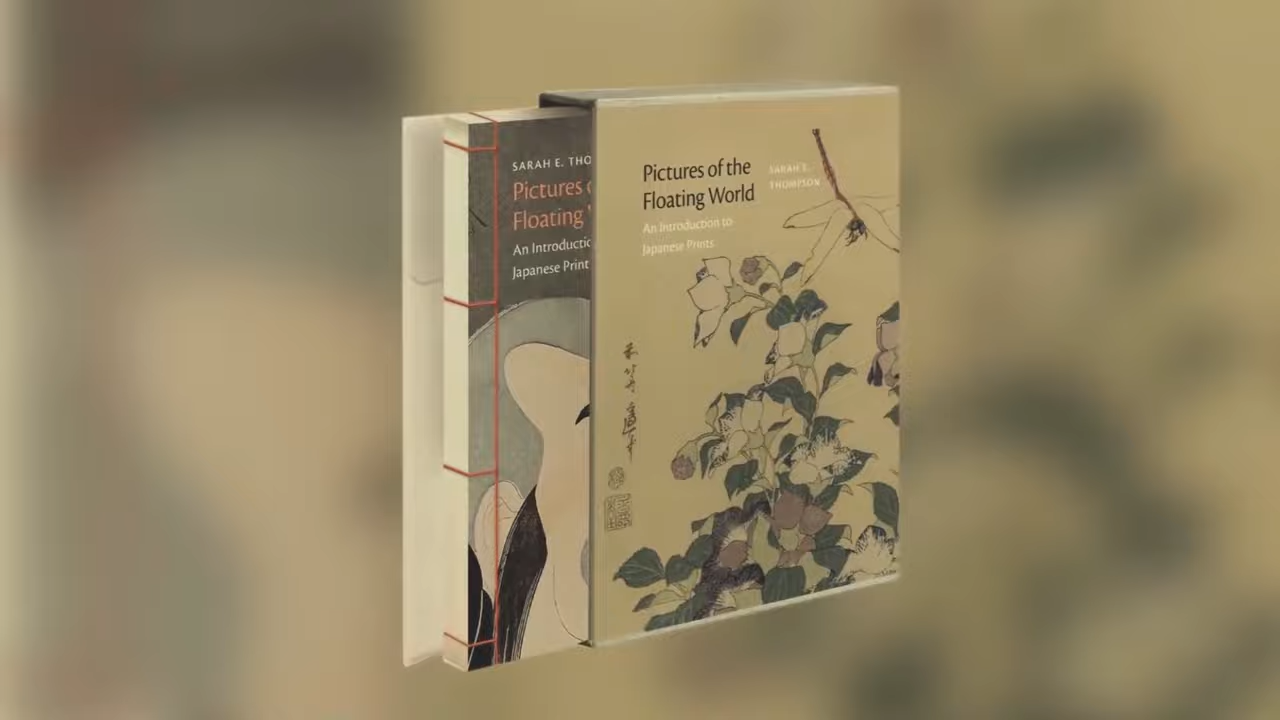 SARAH E. THO
Pictures
Floating
An Introductio
Japanese Print
Pictures of the
Floating World
SARAH E.
THOMPSON
An Introduction to
Japanese Prints